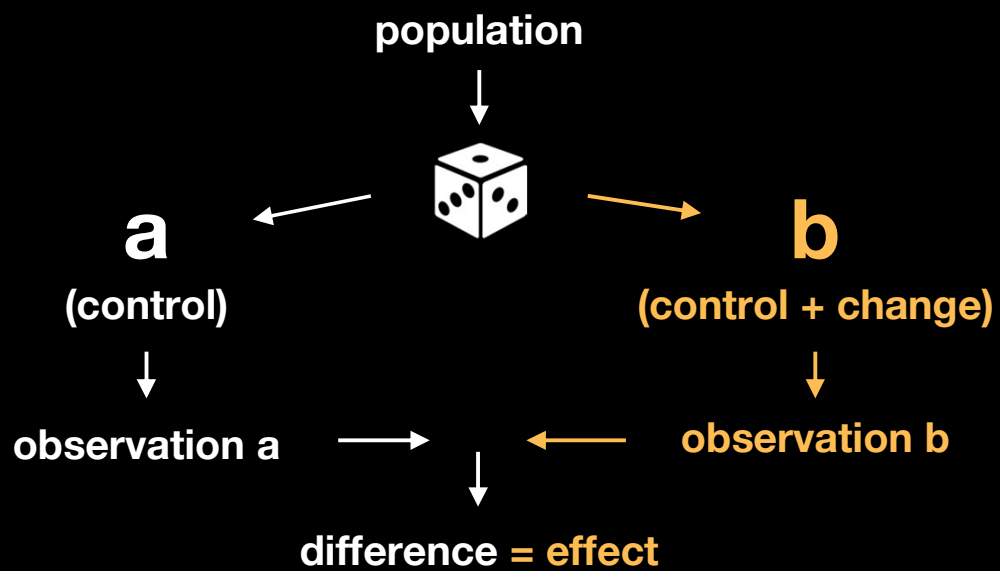 population
a
b
(control)
(control + change)
observation a
observation b
difference = effect